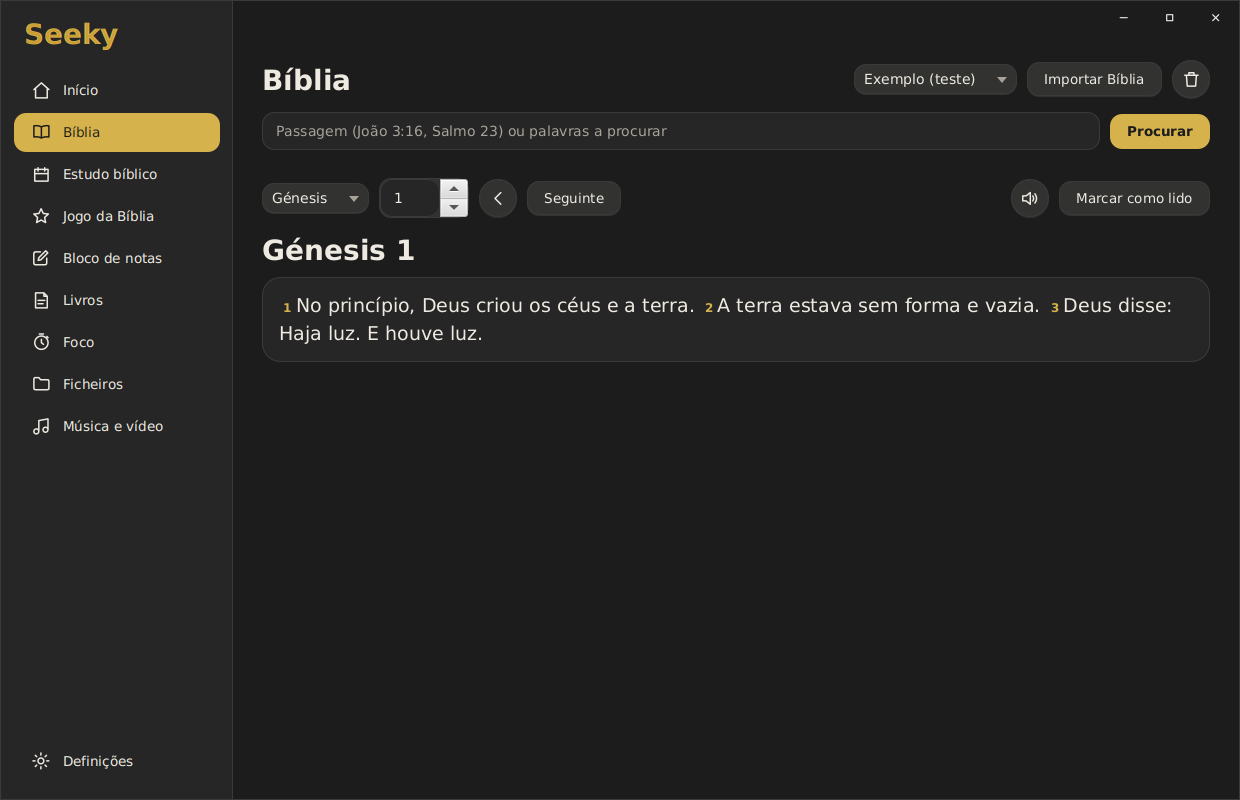 Seeky
Início
Bíblia
Estudo bíblico
Jogo da Bíblia
Bloco de notas
Livros
Foco
Ficheiros
Música e vídeo
Definições
Bíblia
Exemplo (teste)
Importar Bíblia
Passagem (João 3:16, Salmo 23) ou palavras a procurar
Procurar
Génesis
1
Seguinte
Marcar como lido
Génesis 1
1 No princípio, Deus criou os céus e a terra. 2 A terra estava sem forma e vazia. 3 Deus disse:
Haja luz. E houve luz.